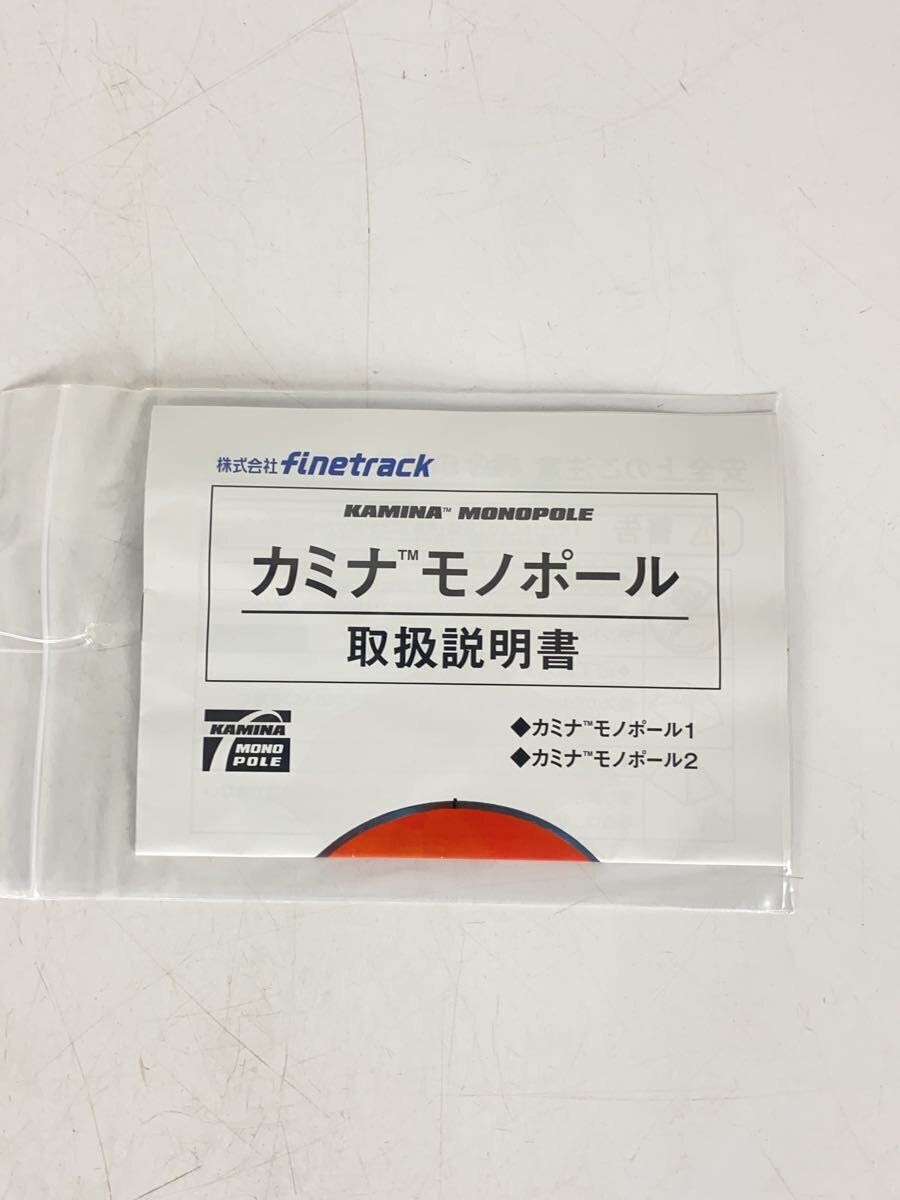 株式会社 finetrack
KAMINA™ MONOPOLE
カミナ™モノポール
取扱説明書
KAMINA
MONO
POLE
◆カミナ™モノポール1
◆カミナ™モノポール2